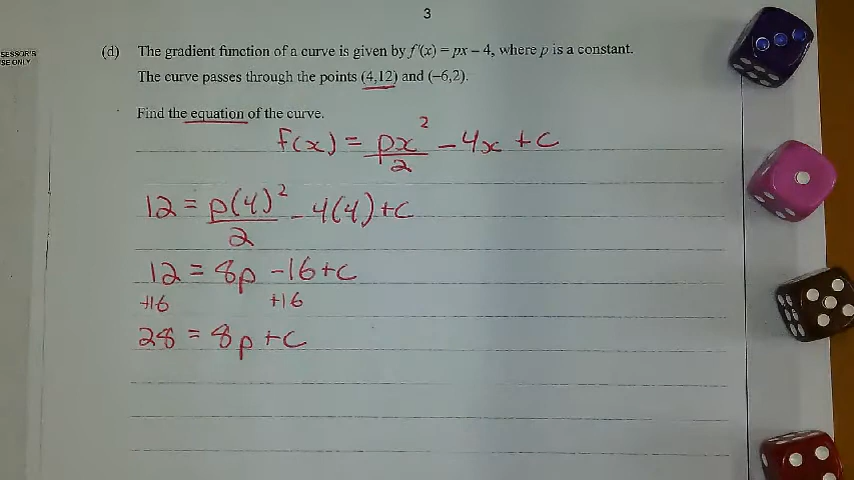 3
SESSOR'S
SE ONLY
(d) The gradient function of a curve is given by f'(x) = px – 4, where p is a constant.
The curve passes through the points (4,12) and (–6,2).
Find the equation of the curve.
f(x) = px²/2 - 4x + c
12 = p(4)²/2 - 4(4) + c
12 = 8p - 16 + c
+16 +16
28 = 8p + c